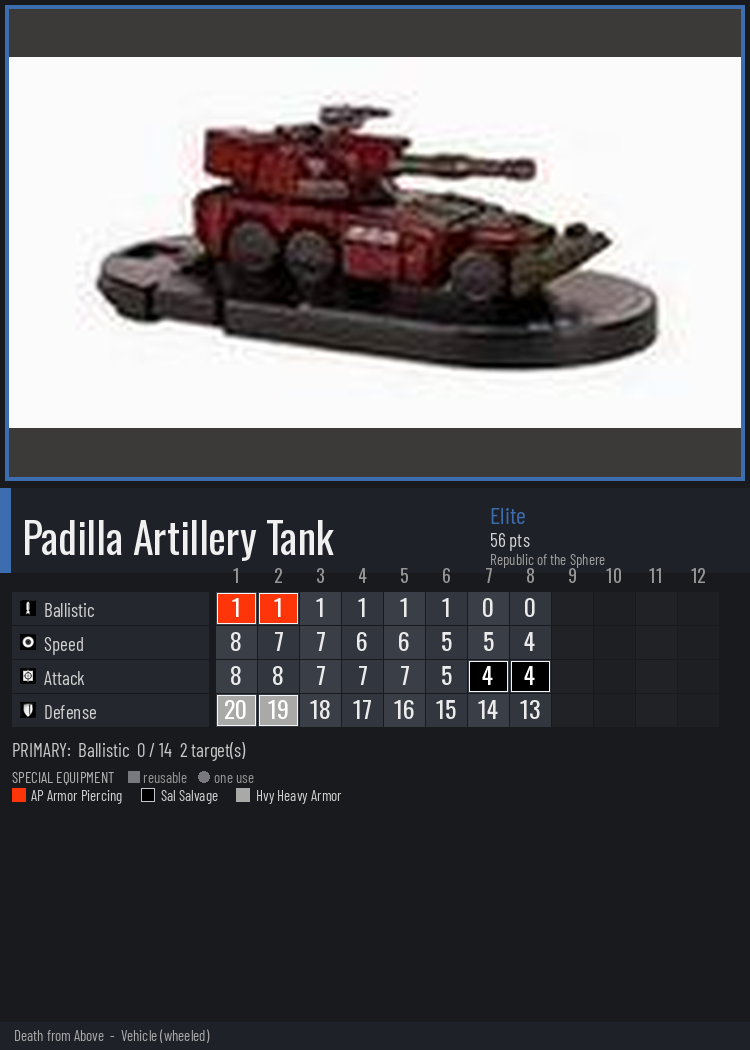 Padilla Artillery Tank
Elite
56 pts
Republic of the Sphere
1 2 3 4 5 6 7 8 9 10 11 12
Ballistic 1 1 1 1 1 1 0 0
Speed 8 7 7 6 6 5 5 4
Attack 8 8 7 7 7 5 4 4
Defense 20 19 18 17 16 15 14 13
PRIMARY: Ballistic 0 / 14 2 target(s)
SPECIAL EQUIPMENT reusable one use
AP Armor Piercing Sal Salvage Hvy Heavy Armor
Death from Above - Vehicle (wheeled)